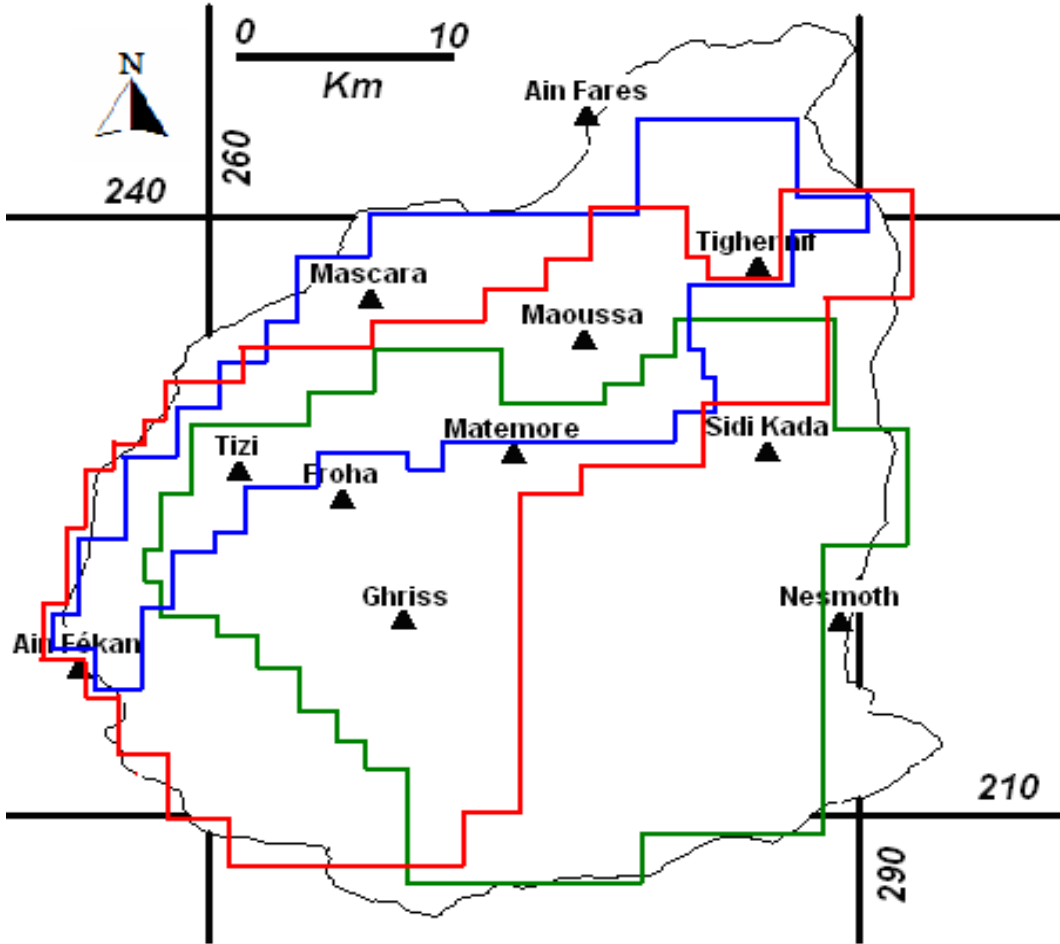 0 10
Km
N
Ain Fares
260
240
Tighennif
Mascara
Maoussa
Matemore
Sidi Kada
Tizi
Froha
Ghriss
Nesmoth
Ain Fékan
210
290